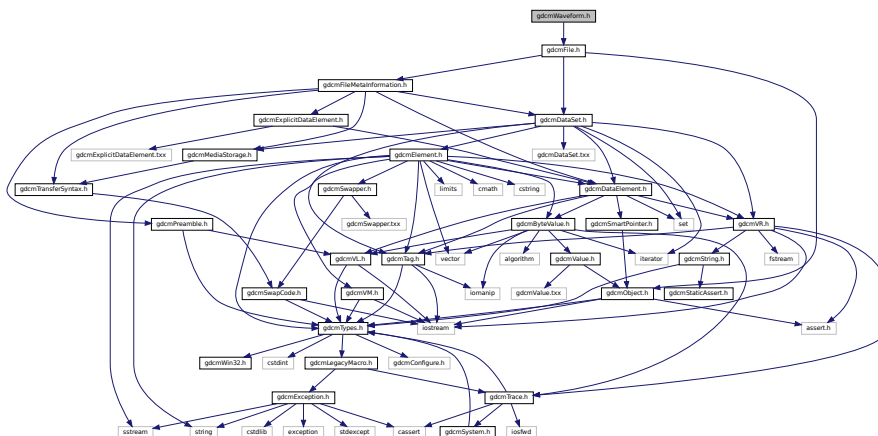 gdcmWaveform.h
gdcmFile.h
gdcmFileMetaInformation.h
gdcmExplicitDataElement.h
gdcmDataSet.h
gdcmExplicitDataElement.txx
gdcmMediaStorage.h
gdcmElement.h
gdcmDataSet.txx
gdcmTransferSyntax.h
gdcmSwapper.h
limits
cmath
cstring
gdcmDataElement.h
gdcmPreamble.h
gdcmSwapper.txx
gdcmByteValue.h
gdcmSmartPointer.h
set
gdcmVR.h
gdcmVL.h
gdcmTag.h
vector
algorithm
gdcmValue.h
iterator
gdcmString.h
fstream
gdcmSwapCode.h
gdcmVM.h
iomanip
gdcmValue.txx
gdcmObject.h
gdcmStaticAssert.h
gdcmTypes.h
iostream
assert.h
gdcmWin32.h
cstdint
gdcmLegacyMacro.h
gdcmConfigure.h
gdcmException.h
gdcmTrace.h
sstream
string
cstdlib
exception
stdexcept
cassert
gdcmSystem.h
iosfwd